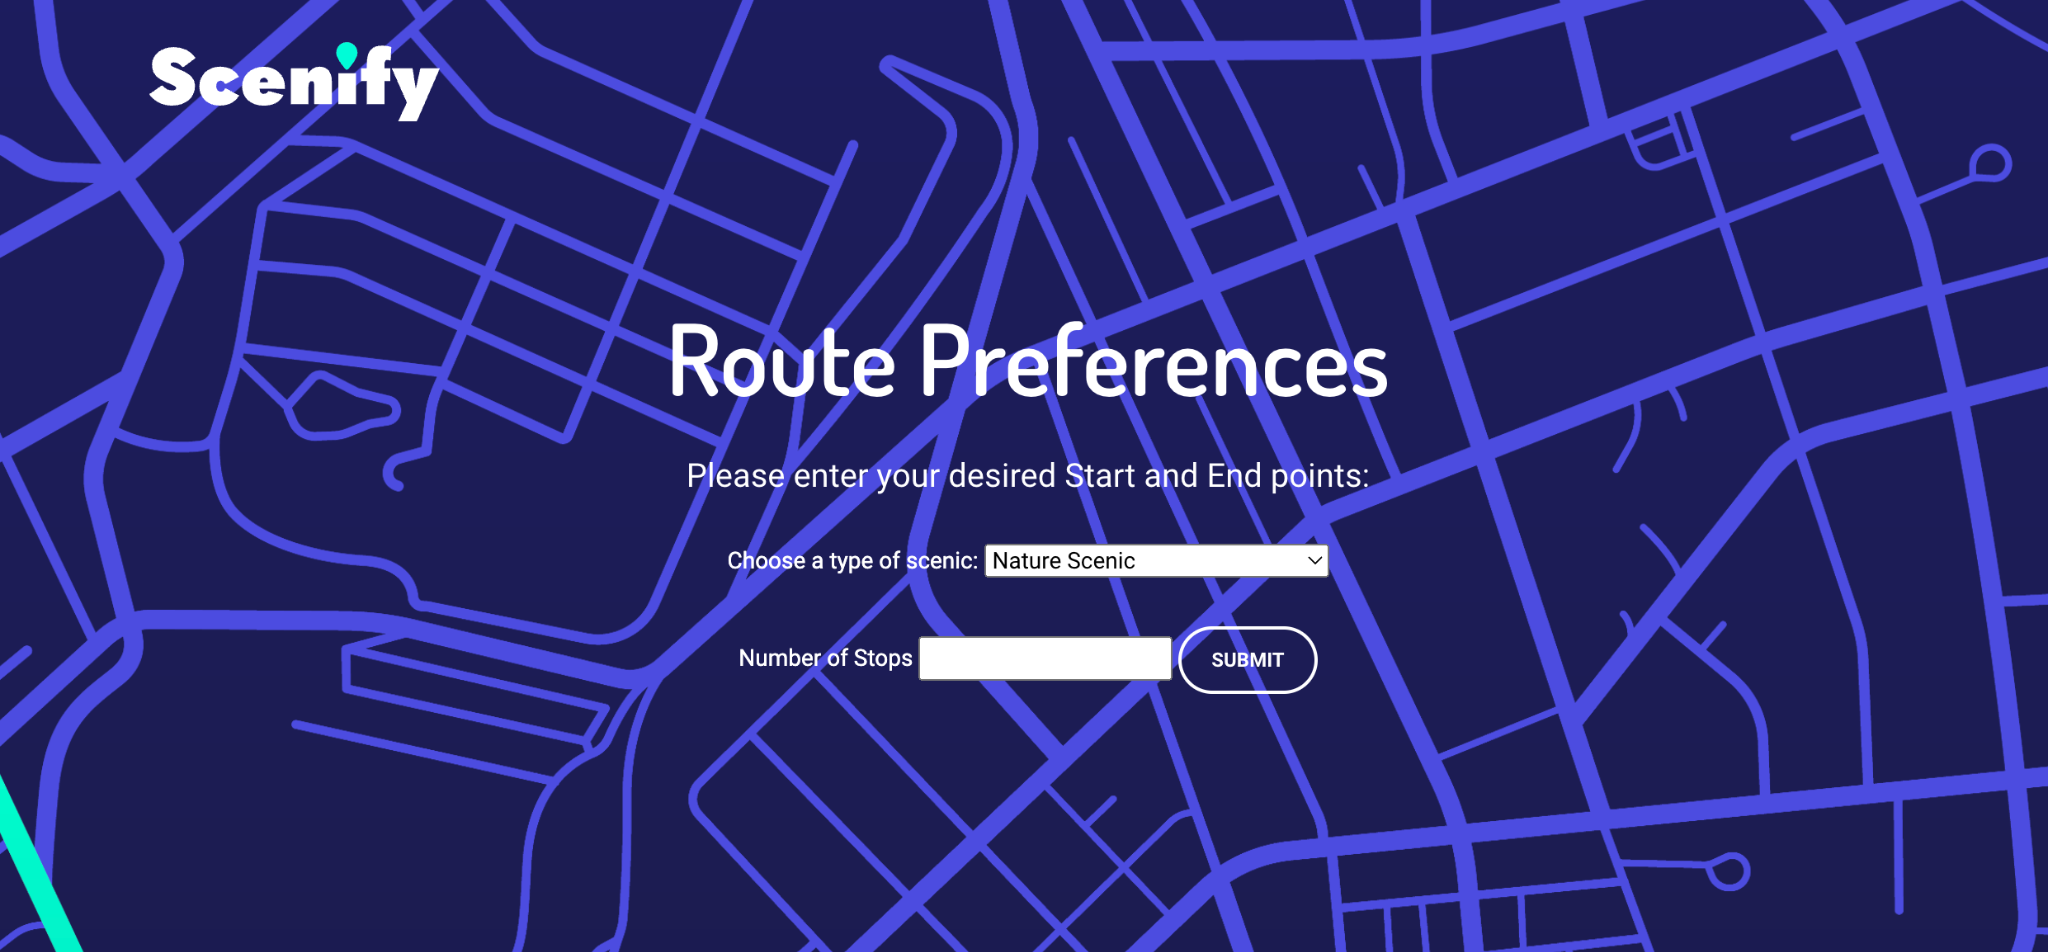 Scenify
Route Preferences
Please enter your desired Start and End points:
Choose a type of scenic: Nature Scenic
Number of Stops SUBMIT